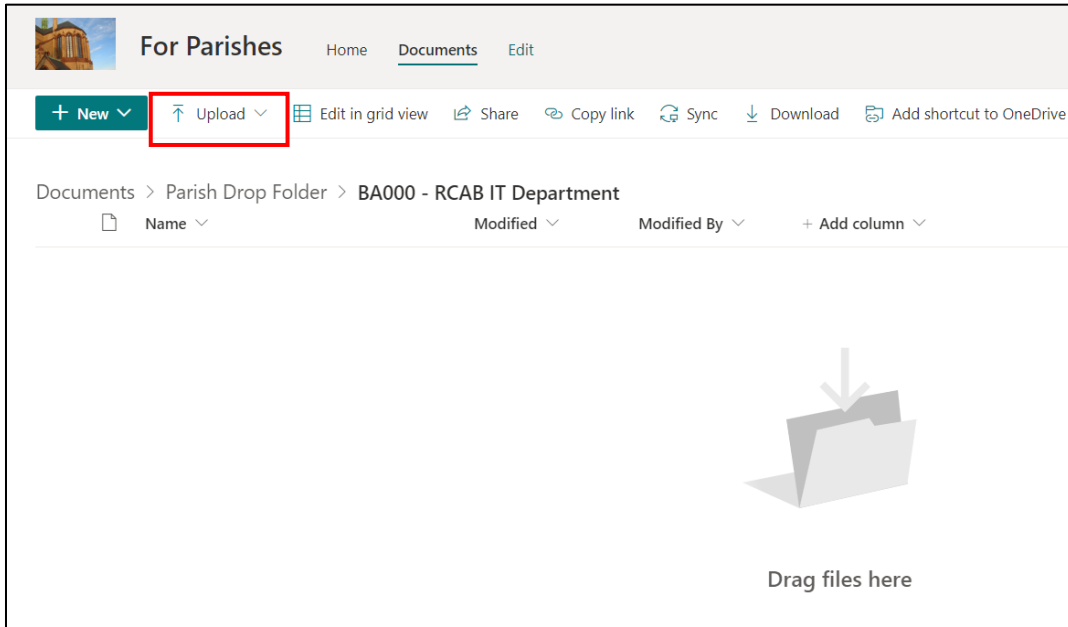 For Parishes Home Documents Edit
+ New Upload Edit in grid view Share Copy link Sync Download Add shortcut to OneDrive
Documents > Parish Drop Folder > BA000 - RCAB IT Department
Name Modified Modified By + Add column
Drag files here